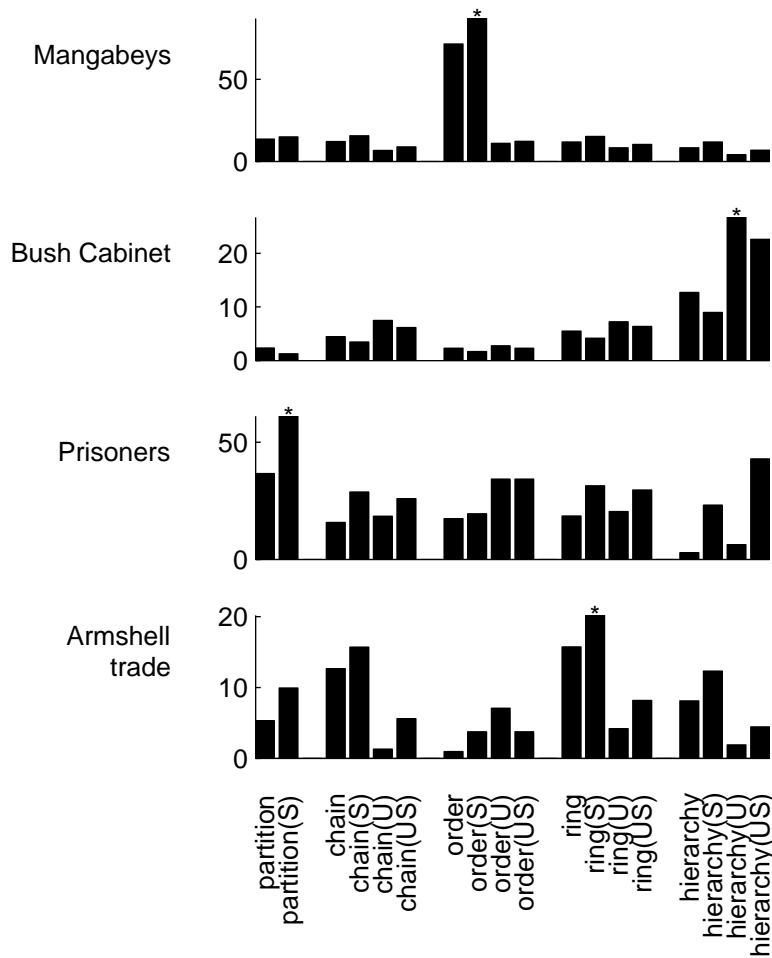 *
Mangabeys
50
0
*
Bush Cabinet
20
10
0
*
Prisoners
50
0
*
Armshell
trade
20
10
0
partition
partition(S)
chain
chain(S)
chain(U)
chain(US)
order
order(S)
order(U)
order(US)
ring
ring(S)
ring(U)
ring(US)
hierarchy
hierarchy(S)
hierarchy(U)
hierarchy(US)